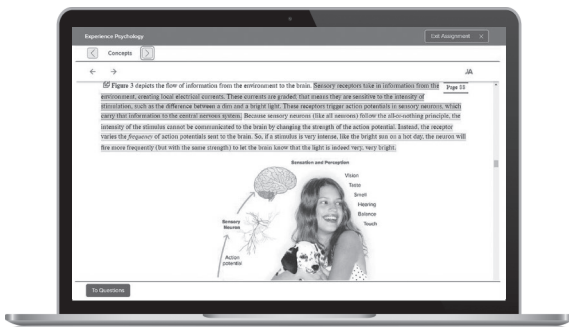 Experience Psychology
Exit Assignment ×
< Concepts >
← →
AA
Figure 3 depicts the flow of information from the environment to the brain. Sensory receptors take in information from the
Page 88
environment, creating local electrical currents. These currents are graded; that means they are sensitive to the intensity of
stimulation, such as the difference between a dim and a bright light. These receptors trigger action potentials in sensory neurons, which
carry that information to the central nervous system. Because sensory neurons (like all neurons) follow the all-or-nothing principle, the
intensity of the stimulus cannot be communicated to the brain by changing the strength of the action potential. Instead, the receptor
varies the frequency of action potentials sent to the brain. So, if a stimulus is very intense, like the bright sun on a hot day, the neuron will
fire more frequently (but with the same strength) to let the brain know that the light is indeed very, very bright.
Sensation and Perception
Vision
Taste
Smell
Hearing
Balance
Touch
Sensory
Neuron
Action
potential
To Questions